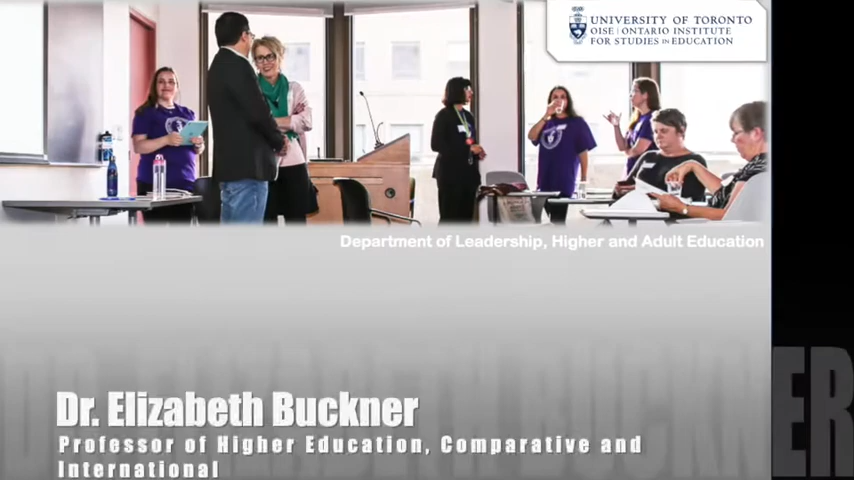 UNIVERSITY OF TORONTO
OISE | ONTARIO INSTITUTE
FOR STUDIES IN EDUCATION
Department of Leadership, Higher and Adult Education
Dr. Elizabeth Buckner
Professor of Higher Education, Comparative and
International